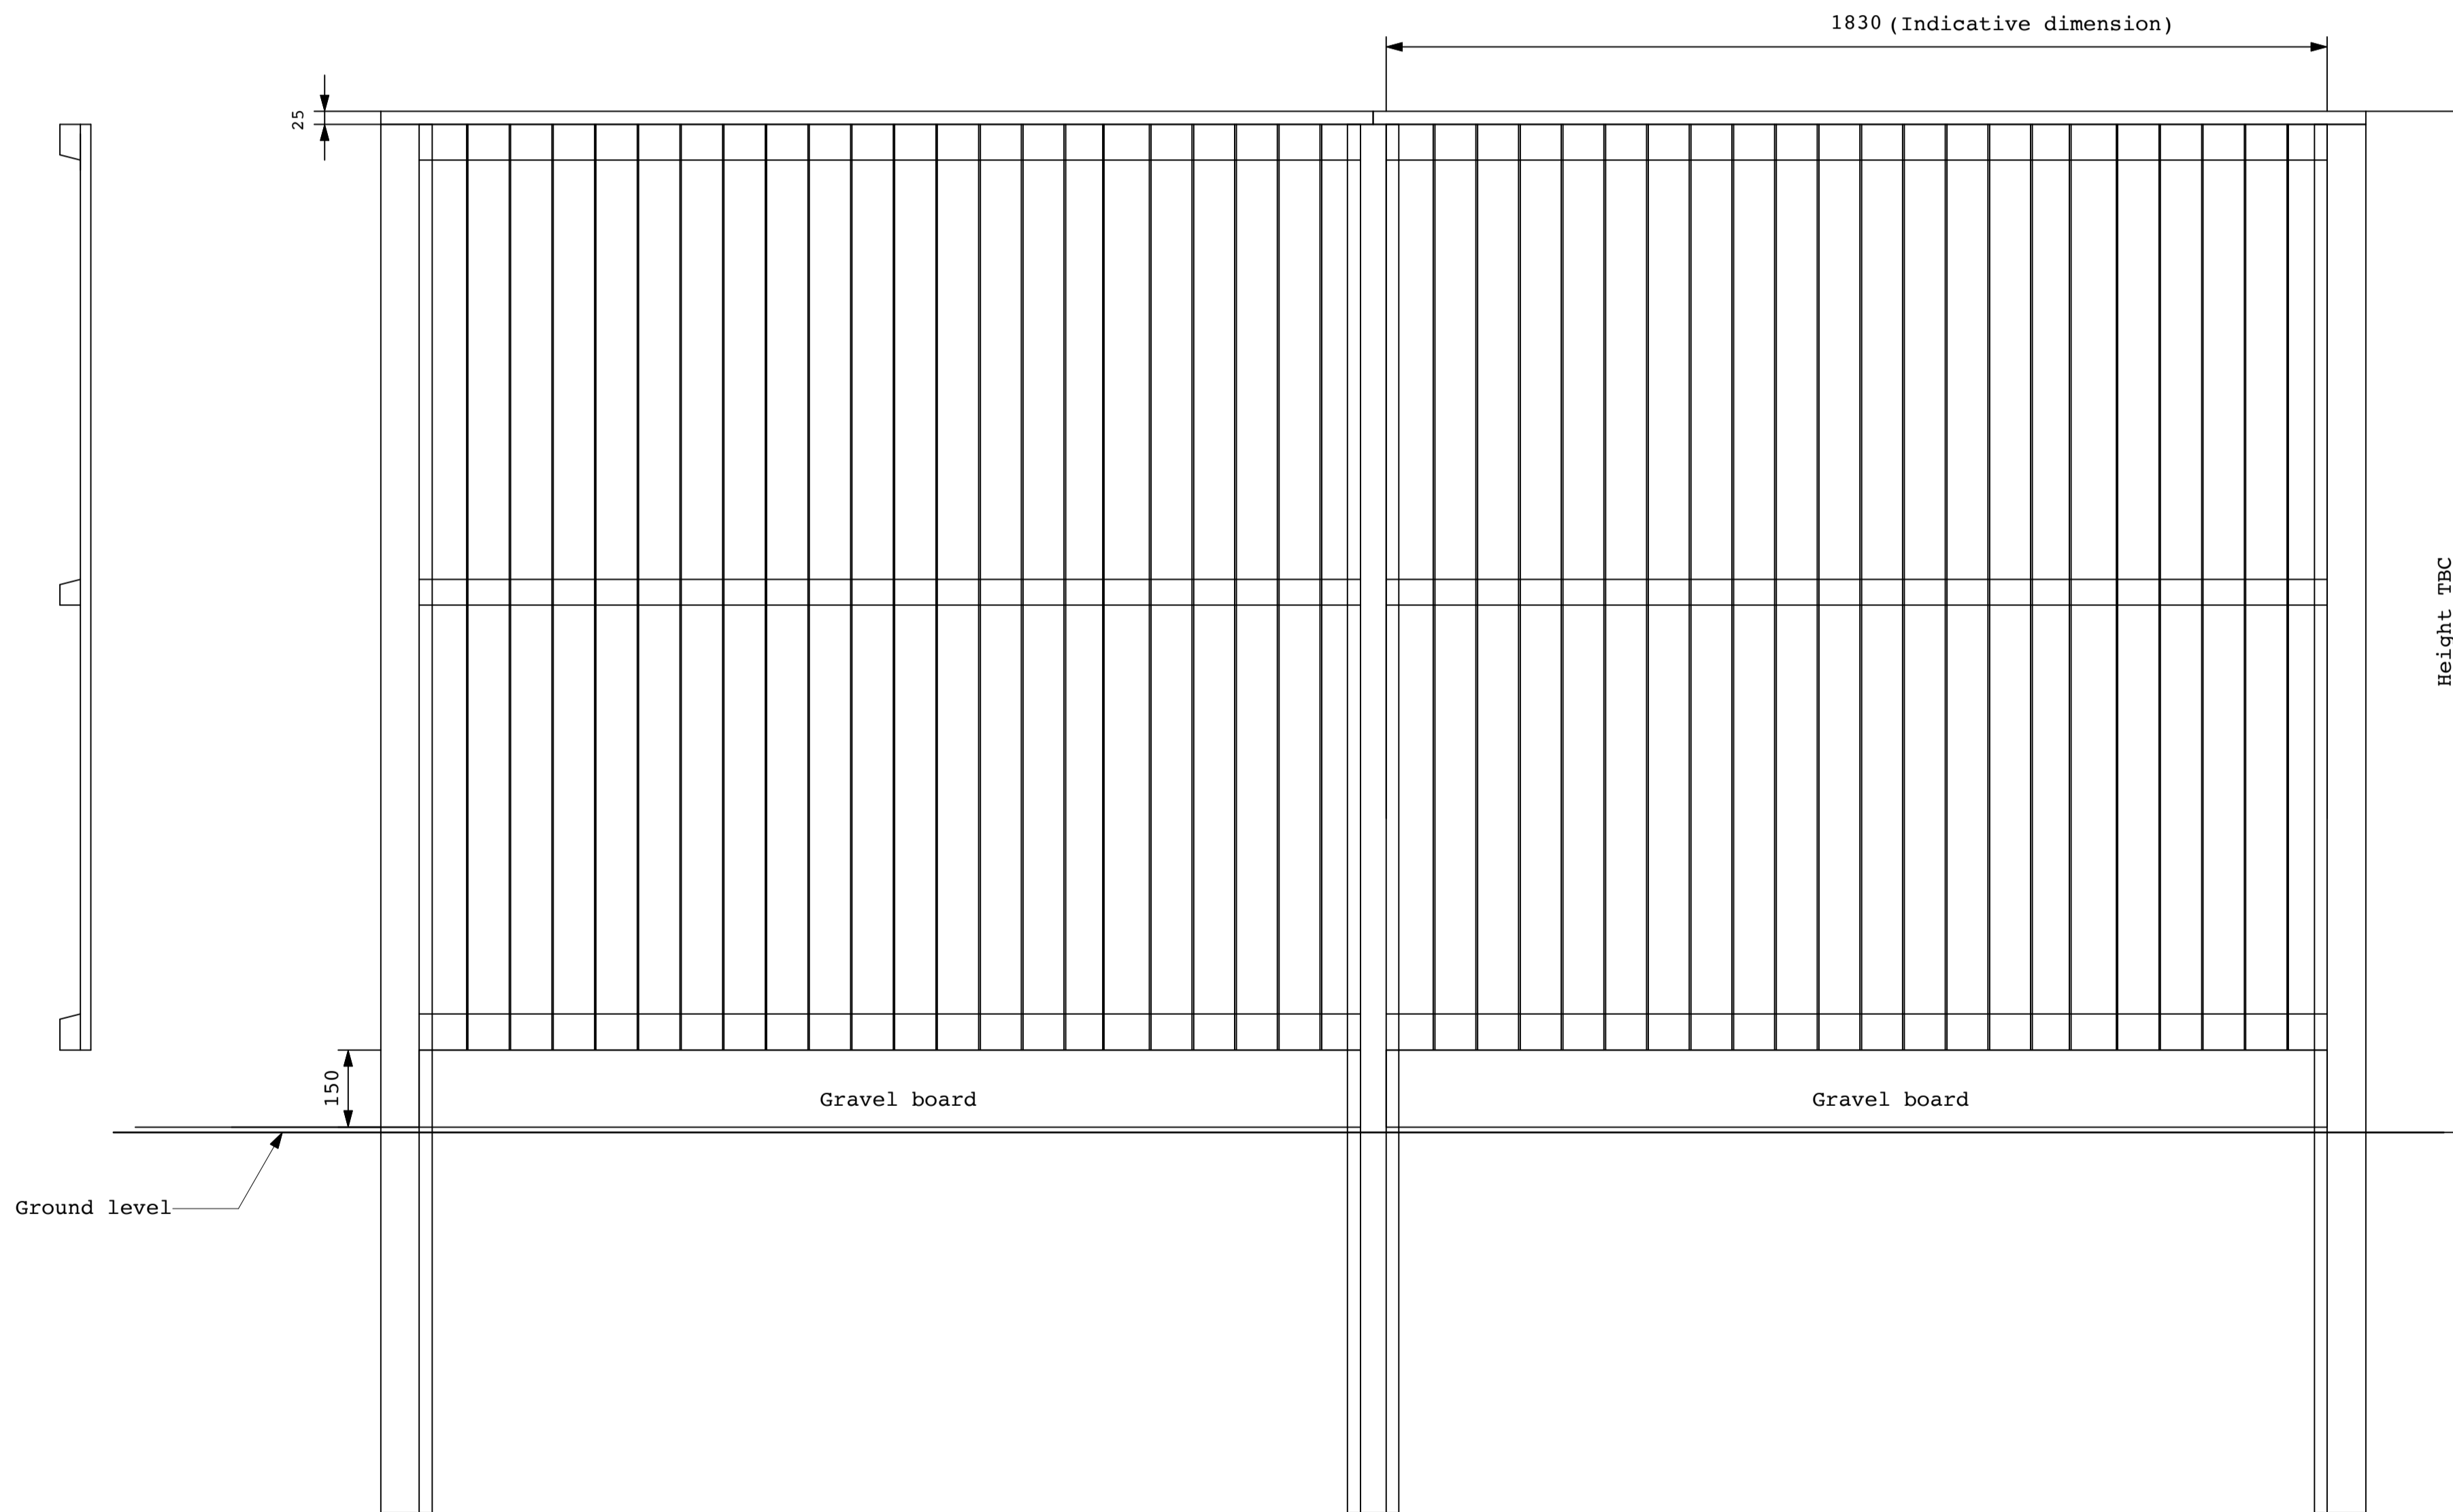 1830 (Indicative dimension)
25
Height TBC
150
Gravel board
Gravel board
Ground level